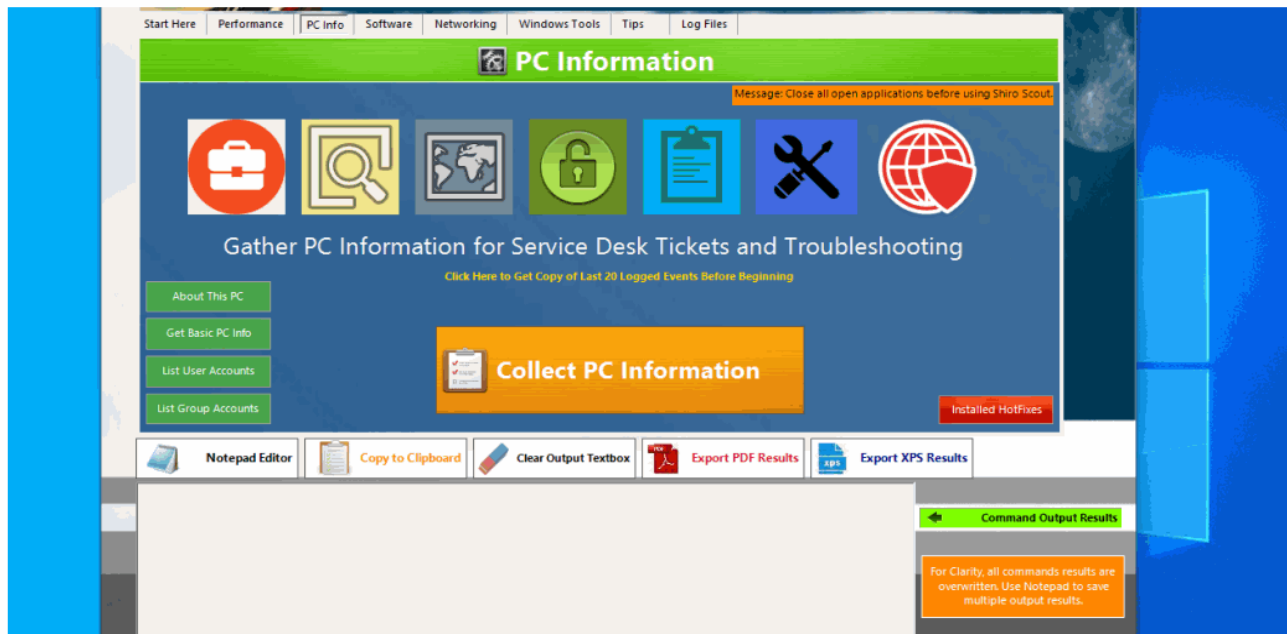 Start Here Performance PC Info Software Networking Windows Tools Tips Log Files
PC Information
Message: Close all open applications before using Shiro Scout.
Gather PC Information for Service Desk Tickets and Troubleshooting
Click Here to Get Copy of Last 20 Logged Events Before Beginning
About This PC
Get Basic PC Info
List User Accounts
List Group Accounts
Collect PC Information
Installed HotFixes
Notepad Editor Copy to Clipboard Clear Output Textbox PDF Export PDF Results xps Export XPS Results
Command Output Results
For Clarity, all commands results are
overwritten. Use Notepad to save
multiple output results.